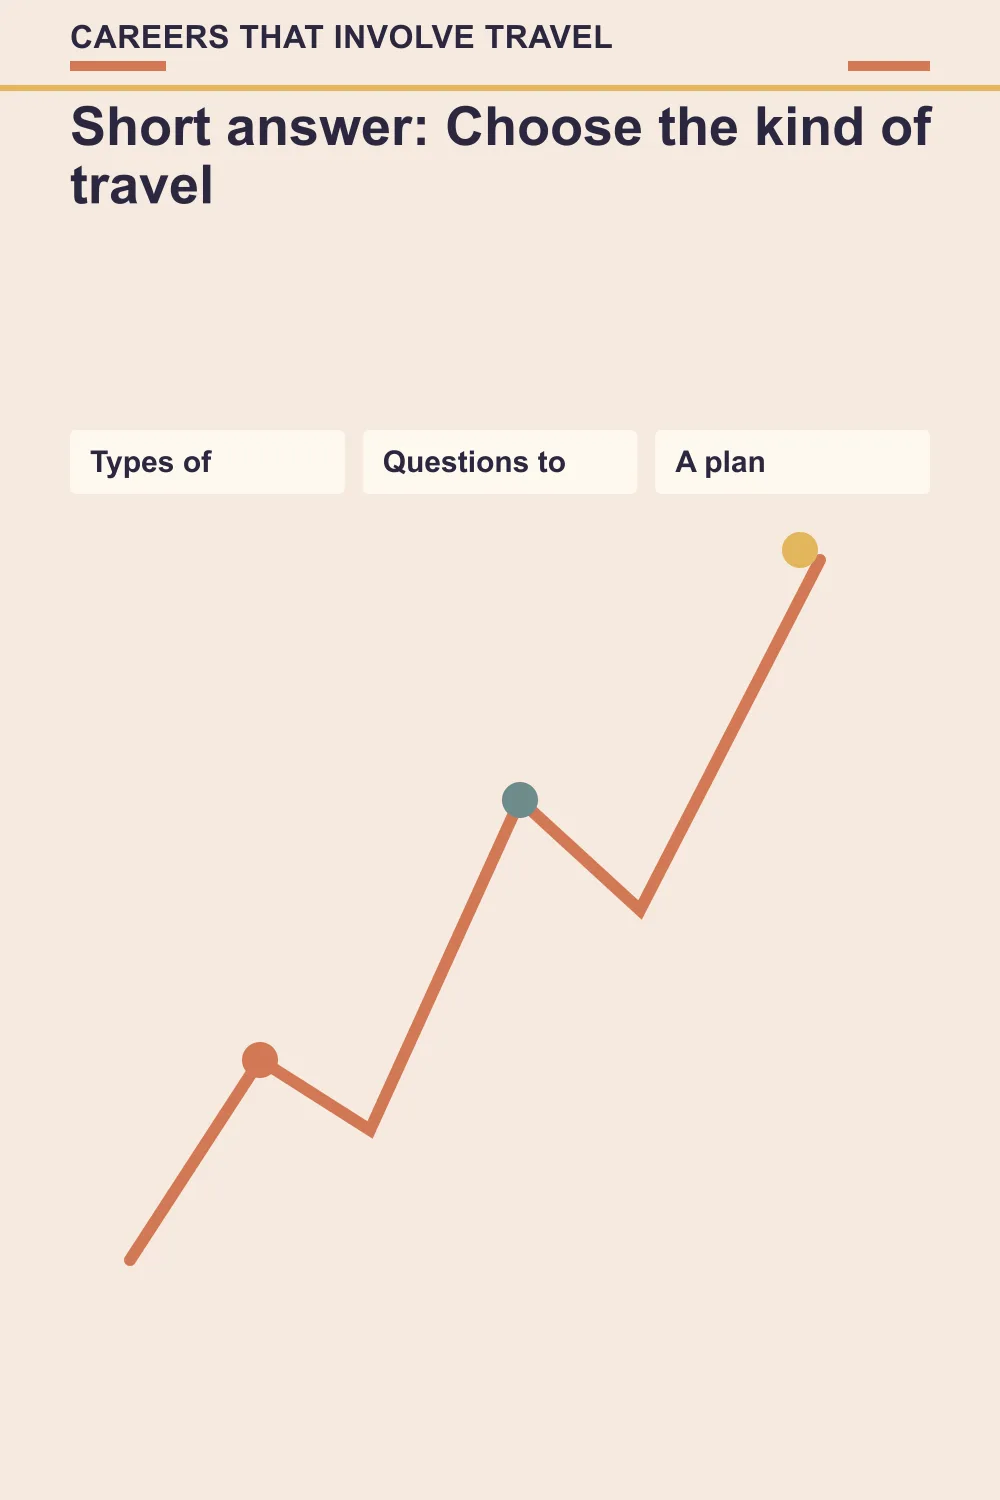 CAREERS THAT INVOLVE TRAVEL
Short answer: Choose the kind of
travel
Types of
Questions to
A plan